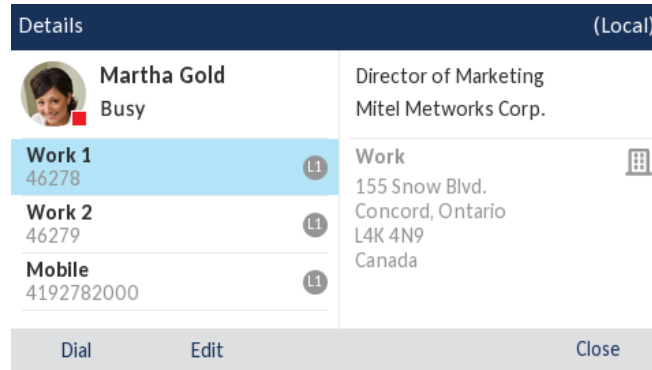 Details (Local)
Martha Gold
Busy
Work 1
46278
L1
Work 2
46279
L1
Mobile
4192782000
L1
Director of Marketing
Mitel Metworks Corp.
Work
155 Snow Blvd.
Concord, Ontario
L4K 4N9
Canada
Dial Edit Close